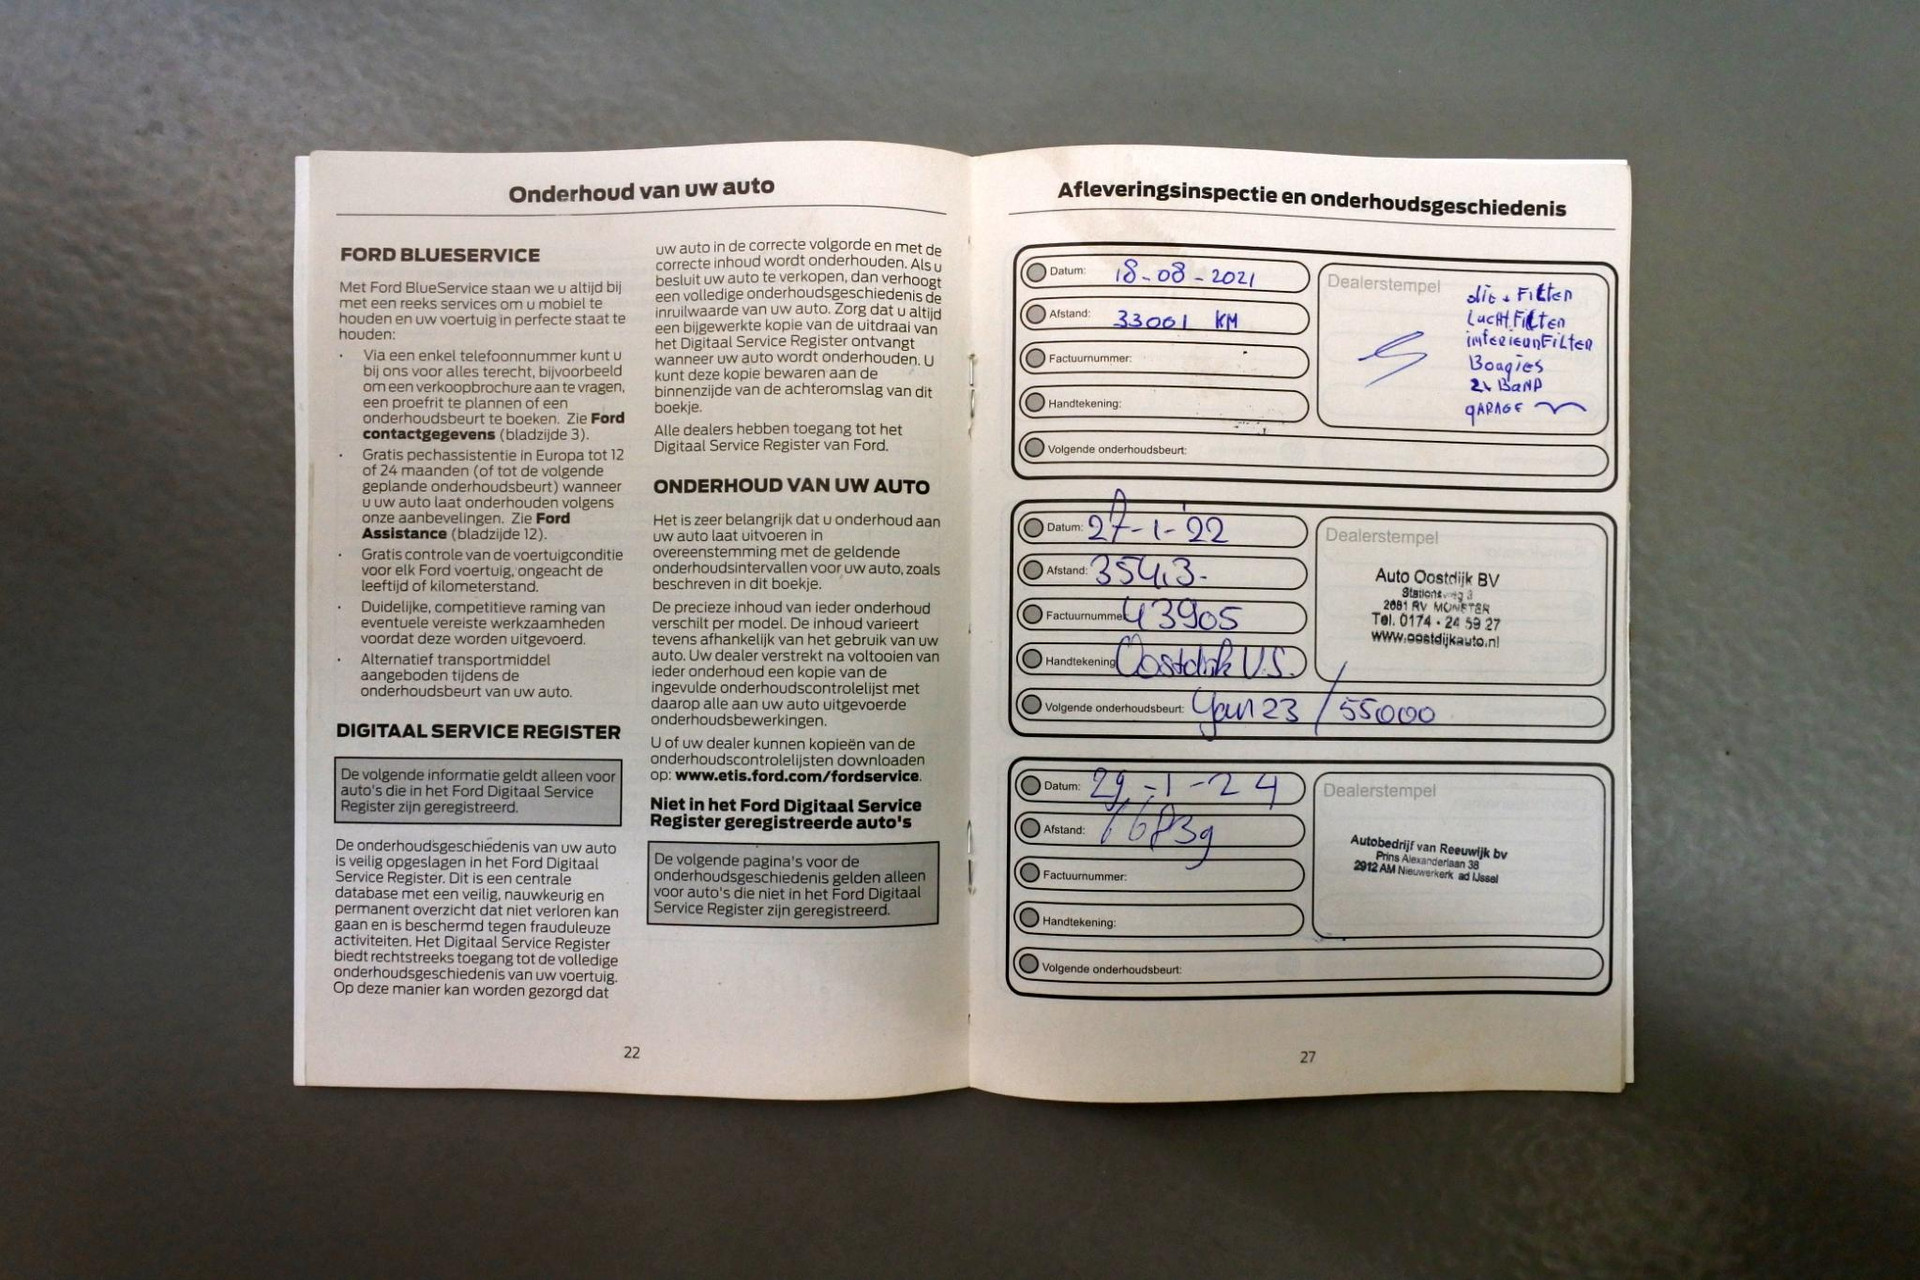 Onderhoud van uw auto
FORD BLUESERVICE
Met Ford BlueService staan we u altijd bij
met een reeks services om u mobiel te
houden en uw voertuig in perfecte staat te
houden:
· Via een enkel telefoonnummer kunt u
bij ons voor alles terecht, bijvoorbeeld
om een verkoopbrochure aan te vragen,
een proefrit te plannen of een
onderhoudsbeurt te boeken. Zie Ford
contactgegevens (bladzijde 3).
· Gratis pechassistentie in Europa tot 12
of 24 maanden (of tot de volgende
geplande onderhoudsbeurt) wanneer
u uw auto laat onderhouden volgens
onze aanbevelingen. Zie Ford
Assistance (bladzijde 12).
· Gratis controle van de voertuigconditie
voor elk Ford voertuig, ongeacht de
leeftijd of kilometerstand.
· Duidelijke, competitieve raming van
eventuele vereiste werkzaamheden
voordat deze worden uitgevoerd.
· Alternatief transportmiddel
aangeboden tijdens de
onderhoudsbeurt van uw auto.
DIGITAAL SERVICE REGISTER
De volgende informatie geldt alleen voor
auto's die in het Ford Digitaal Service
Register zijn geregistreerd.
De onderhoudsgeschiedenis van uw auto
is veilig opgeslagen in het Ford Digitaal
Service Register. Dit is een centrale
database met een veilig, nauwkeurig en
permanent overzicht dat niet verloren kan
gaan en is beschermd tegen frauduleuze
activiteiten. Het Digitaal Service Register
biedt rechtstreeks toegang tot de volledige
onderhoudsgeschiedenis van uw voertuig.
Op deze manier kan worden gezorgd dat
uw auto in de correcte volgorde en met de
correcte inhoud wordt onderhouden. Als u
besluit uw auto te verkopen, dan verhoogt
een volledige onderhoudsgeschiedenis de
inruilwaarde van uw auto. Zorg dat u altijd
een bijgewerkte kopie van de uitdraai van
het Digitaal Service Register ontvangt
wanneer uw auto wordt onderhouden. U
kunt deze kopie bewaren aan de
binnenzijde van de achteromslag van dit
boekje.
Alle dealers hebben toegang tot het
Digitaal Service Register van Ford.
ONDERHOUD VAN UW AUTO
Het is zeer belangrijk dat u onderhoud aan
uw auto laat uitvoeren in
overeenstemming met de geldende
onderhoudsintervallen voor uw auto, zoals
beschreven in dit boekje.
De precieze inhoud van ieder onderhoud
verschilt per model. De inhoud varieert
tevens afhankelijk van het gebruik van uw
auto. Uw dealer verstrekt na voltooien van
ieder onderhoud een kopie van de
ingevulde onderhoudscontrolelijst met
daarop alle aan uw auto uitgevoerde
onderhoudsbewerkingen.
U of uw dealer kunnen kopieën van de
onderhoudscontrolelijsten downloaden
op: www.etis.ford.com/fordservice.
Niet in het Ford Digitaal Service
Register geregistreerde auto's
De volgende pagina's voor de
onderhoudsgeschiedenis gelden alleen
voor auto's die niet in het Ford Digitaal
Service Register zijn geregistreerd.
22
Afleveringsinspectie en onderhoudsgeschiedenis
Datum: 18-08-2021
Afstand: 33001 KM
Factuurnummer:
Handtekening:
Volgende onderhoudsbeurt:
Dealerstempel
Filter
LuchtFilter
interieurFilter
Bougies
2x Band
GARAGE
Datum: 27-1-22
Afstand:
Factuurnummer 43905
Handtekening Oostdijk
Volgende onderhoudsbeurt: Jan 23 / 55000
Dealerstempel
Auto Oostdijk BV
Stationsweg 3
2681 RV MONSTER
Tel. 0174 - 24 59 27
www.oostdijkauto.nl
Datum: 29-1-24
Afstand:
Factuurnummer:
Handtekening:
Volgende onderhoudsbeurt:
Dealerstempel
Autobedrijf van Reeuwijk bv
Prins Alexanderlaan 38
2912 AM Nieuwerkerk ad IJssel
27